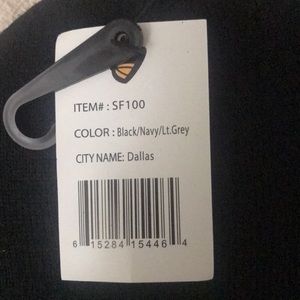 ITEM#: SF100
COLOR : Black/Navy/Lt.Grey
CITY NAME: Dallas
6 15284 15446 4